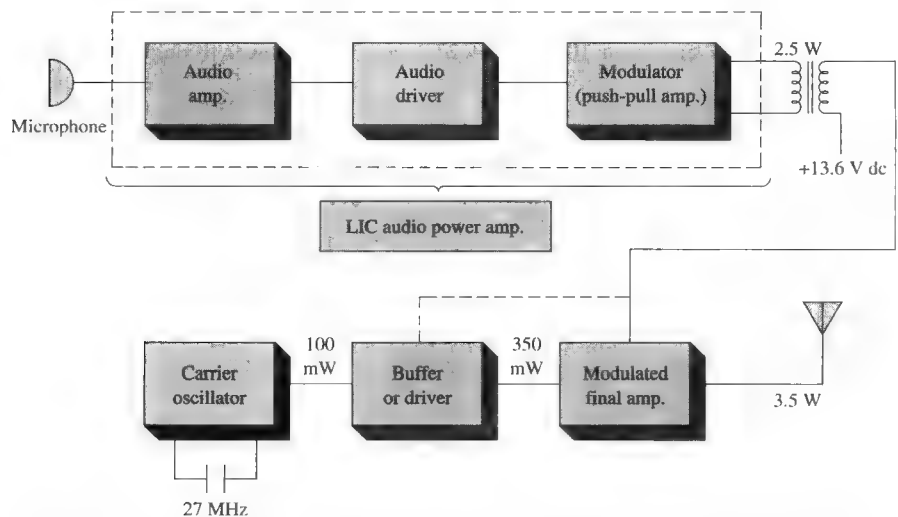 Audio
amp.
Audio
driver
Modulator
(push-pull amp.)
2.5 W
Microphone
+13.6 V dc
LIC audio power amp.
Carrier
oscillator
100
mW
Buffer
or driver
350
mW
Modulated
final amp.
3.5 W
27 MHz